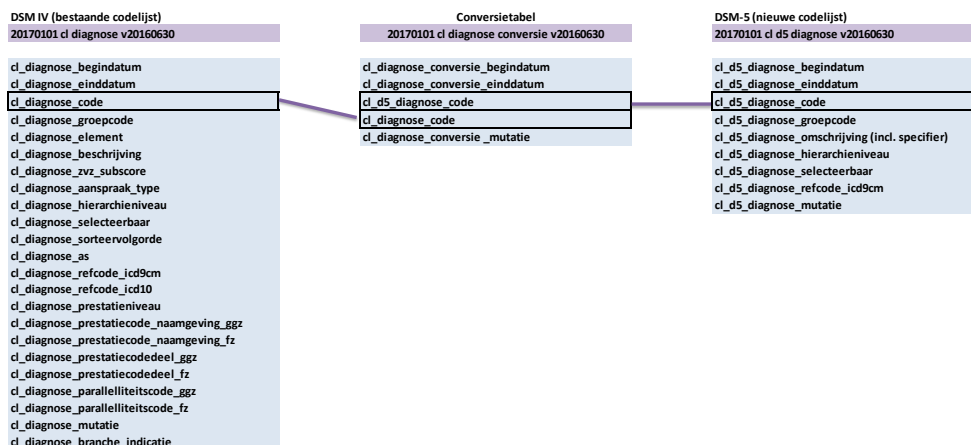 DSM IV (bestaande codelijst)
20170101 cl diagnose v20160630
cl_diagnose_begindatum
cl_diagnose_einddatum
cl_diagnose_code
cl_diagnose_groepcode
cl_diagnose_element
cl_diagnose_beschrijving
cl_diagnose_zvz_subscore
cl_diagnose_aanspraak_type
cl_diagnose_hierarchieniveau
cl_diagnose_selecteerbaar
cl_diagnose_sorteervolgorde
cl_diagnose_as
cl_diagnose_refcode_icd9cm
cl_diagnose_refcode_icd10
cl_diagnose_prestatieniveau
cl_diagnose_prestatiecode_naamgeving_ggz
cl_diagnose_prestatiecode_naamgeving_fz
cl_diagnose_prestatiecodedeel_ggz
cl_diagnose_prestatiecodedeel_fz
cl_diagnose_parallelliteitscode_ggz
cl_diagnose_parallelliteitscode_fz
cl_diagnose_mutatie
cl_diagnose_branche_indicatie
Conversietabel
20170101 cl diagnose conversie v20160630
cl_diagnose_conversie_begindatum
cl_diagnose_conversie_einddatum
cl_d5_diagnose_code
cl_diagnose_code
cl_diagnose_conversie _mutatie
DSM-5 (nieuwe codelijst)
20170101 cl d5 diagnose v20160630
cl_d5_diagnose_begindatum
cl_d5_diagnose_einddatum
cl_d5_diagnose_code
cl_d5_diagnose_groepcode
cl_d5_diagnose_omschrijving (incl. specifier)
cl_d5_diagnose_hierarchieniveau
cl_d5_diagnose_selecteerbaar
cl_d5_diagnose_refcode_icd9cm
cl_d5_diagnose_mutatie